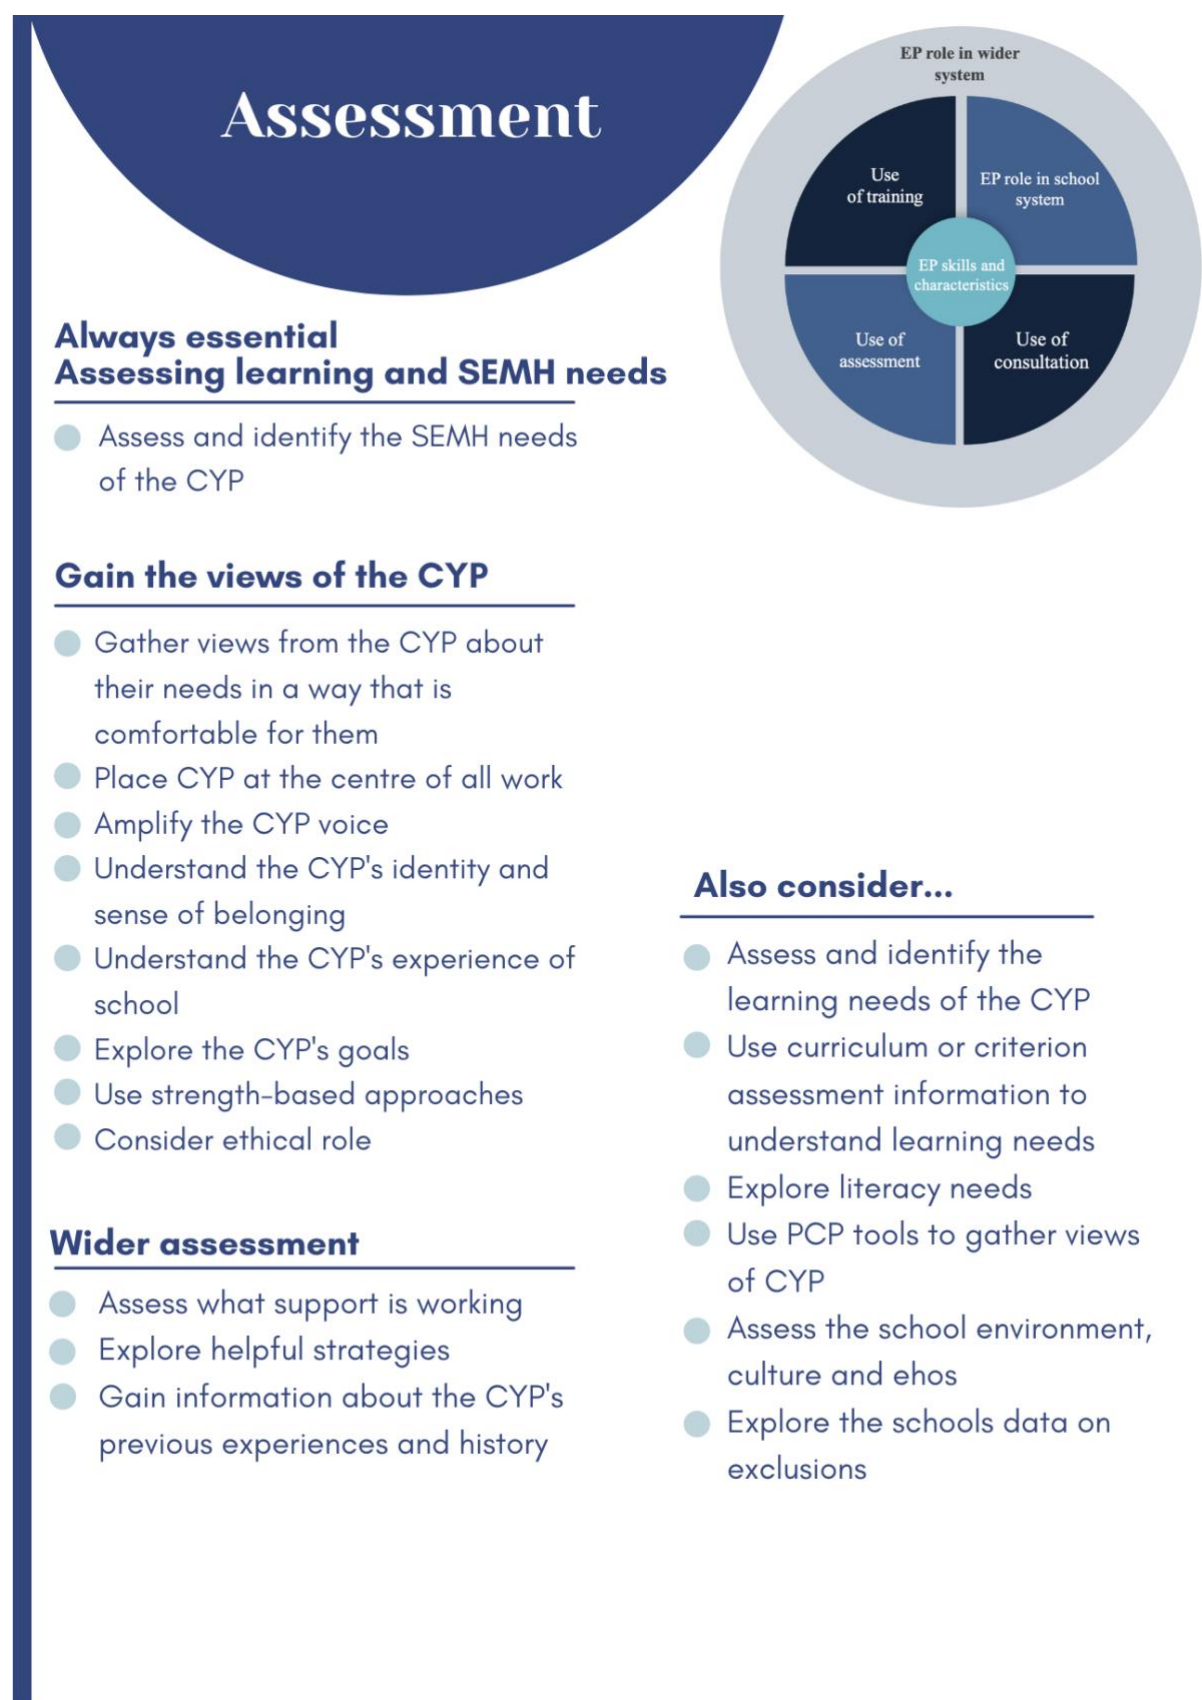 Assessment
EP role in wider
system
Use
of training
EP role in school
system
EP skills and
characteristics
Use of
assessment
Use of
consultation
Always essential
Assessing learning and SEMH needs
Assess and identify the SEMH needs
of the CYP
Gain the views of the CYP
Gather views from the CYP about
their needs in a way that is
comfortable for them
Place CYP at the centre of all work
Amplify the CYP voice
Understand the CYP's identity and
sense of belonging
Understand the CYP's experience of
school
Explore the CYP's goals
Use strength-based approaches
Consider ethical role
Wider assessment
Assess what support is working
Explore helpful strategies
Gain information about the CYP's
previous experiences and history
Also consider...
Assess and identify the
learning needs of the CYP
Use curriculum or criterion
assessment information to
understand learning needs
Explore literacy needs
Use PCP tools to gather views
of CYP
Assess the school environment,
culture and ehos
Explore the schools data on
exclusions